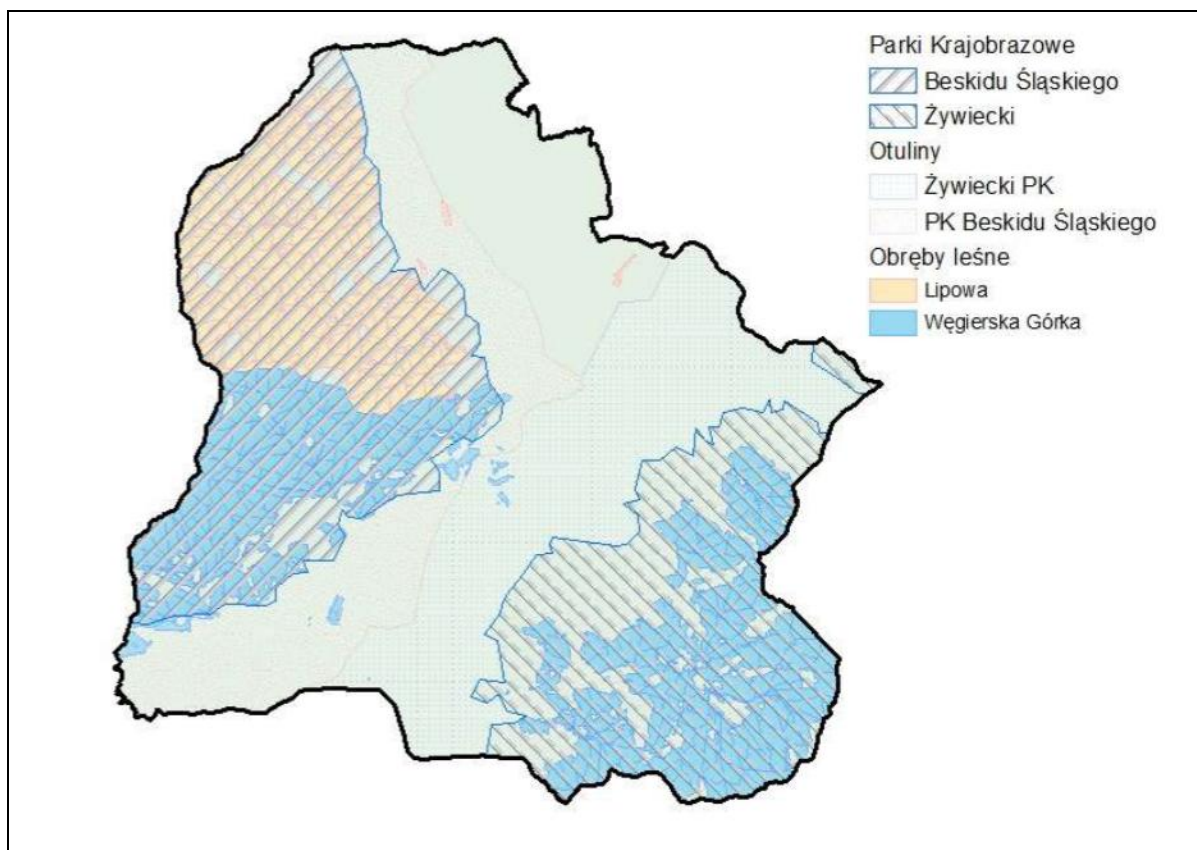 Parki Krajobrazowe
Beskidu Śląskiego
Żywiecki
Otuliny
Żywiecki PK
PK Beskidu Śląskiego
Obręby leśne
Lipowa
Węgierska Górka